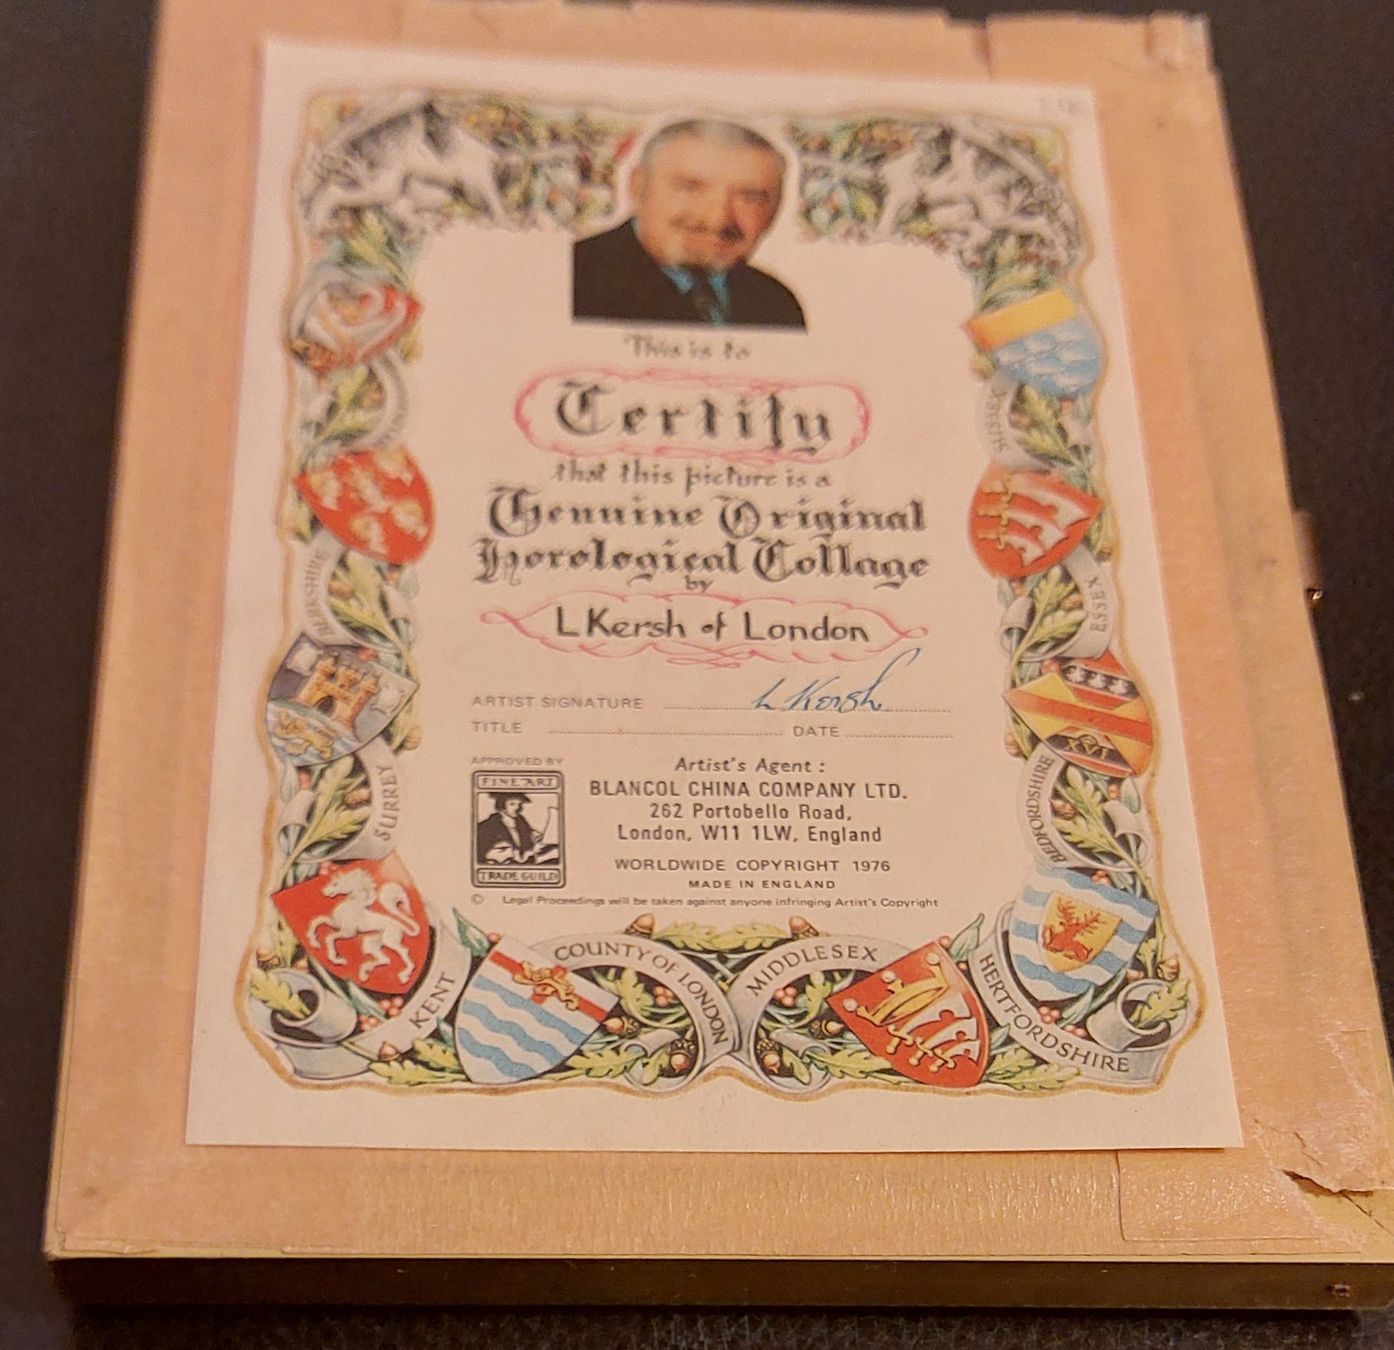 This is to
Certify
that this picture is a
Genuine Original
Horological Collage
by
L Kersh of London
ARTIST SIGNATURE L Kersh
TITLE DATE
APPROVED BY
FINE ART
TRADE GUILD
Artist's Agent :
BLANCOL CHINA COMPANY LTD.
262 Portobello Road,
London, W11 1LW, England
WORLDWIDE COPYRIGHT 1976
MADE IN ENGLAND
© Legal Proceedings will be taken against anyone infringing Artist's Copyright
BERKSHIRE
SURREY
KENT
COUNTY OF LONDON
MIDDLESEX
HERTFORDSHIRE
BEDFORDSHIRE
XVI
ESSEX